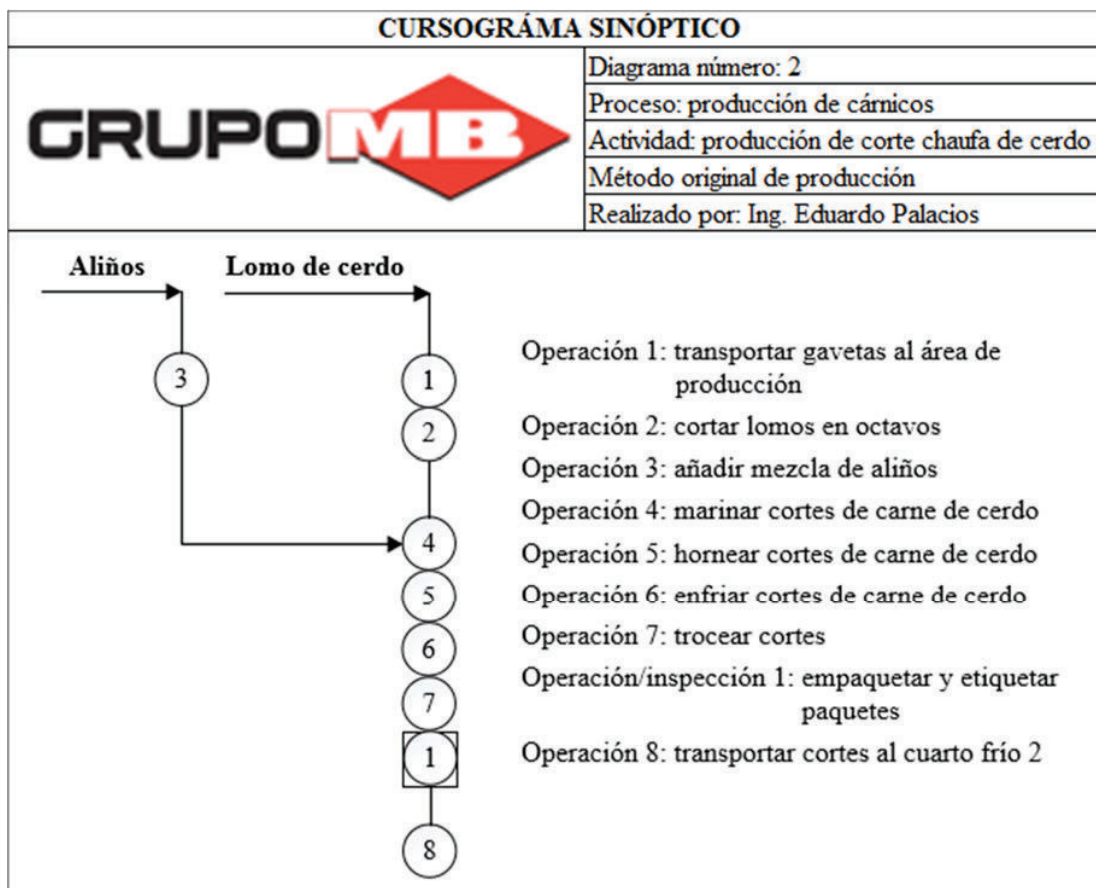 CURSOGRÁMA SINÓPTICO
GRUPO MB
Diagrama número: 2
Proceso: producción de cárnicos
Actividad: producción de corte chaufa de cerdo
Método original de producción
Realizado por: Ing. Eduardo Palacios
Aliños
Lomo de cerdo
3
1
2
4
5
6
7
1
8
Operación 1: transportar gavetas al área de
producción
Operación 2: cortar lomos en octavos
Operación 3: añadir mezcla de aliños
Operación 4: marinar cortes de carne de cerdo
Operación 5: hornear cortes de carne de cerdo
Operación 6: enfriar cortes de carne de cerdo
Operación 7: trocear cortes
Operación/inspección 1: empaquetar y etiquetar
paquetes
Operación 8: transportar cortes al cuarto frío 2